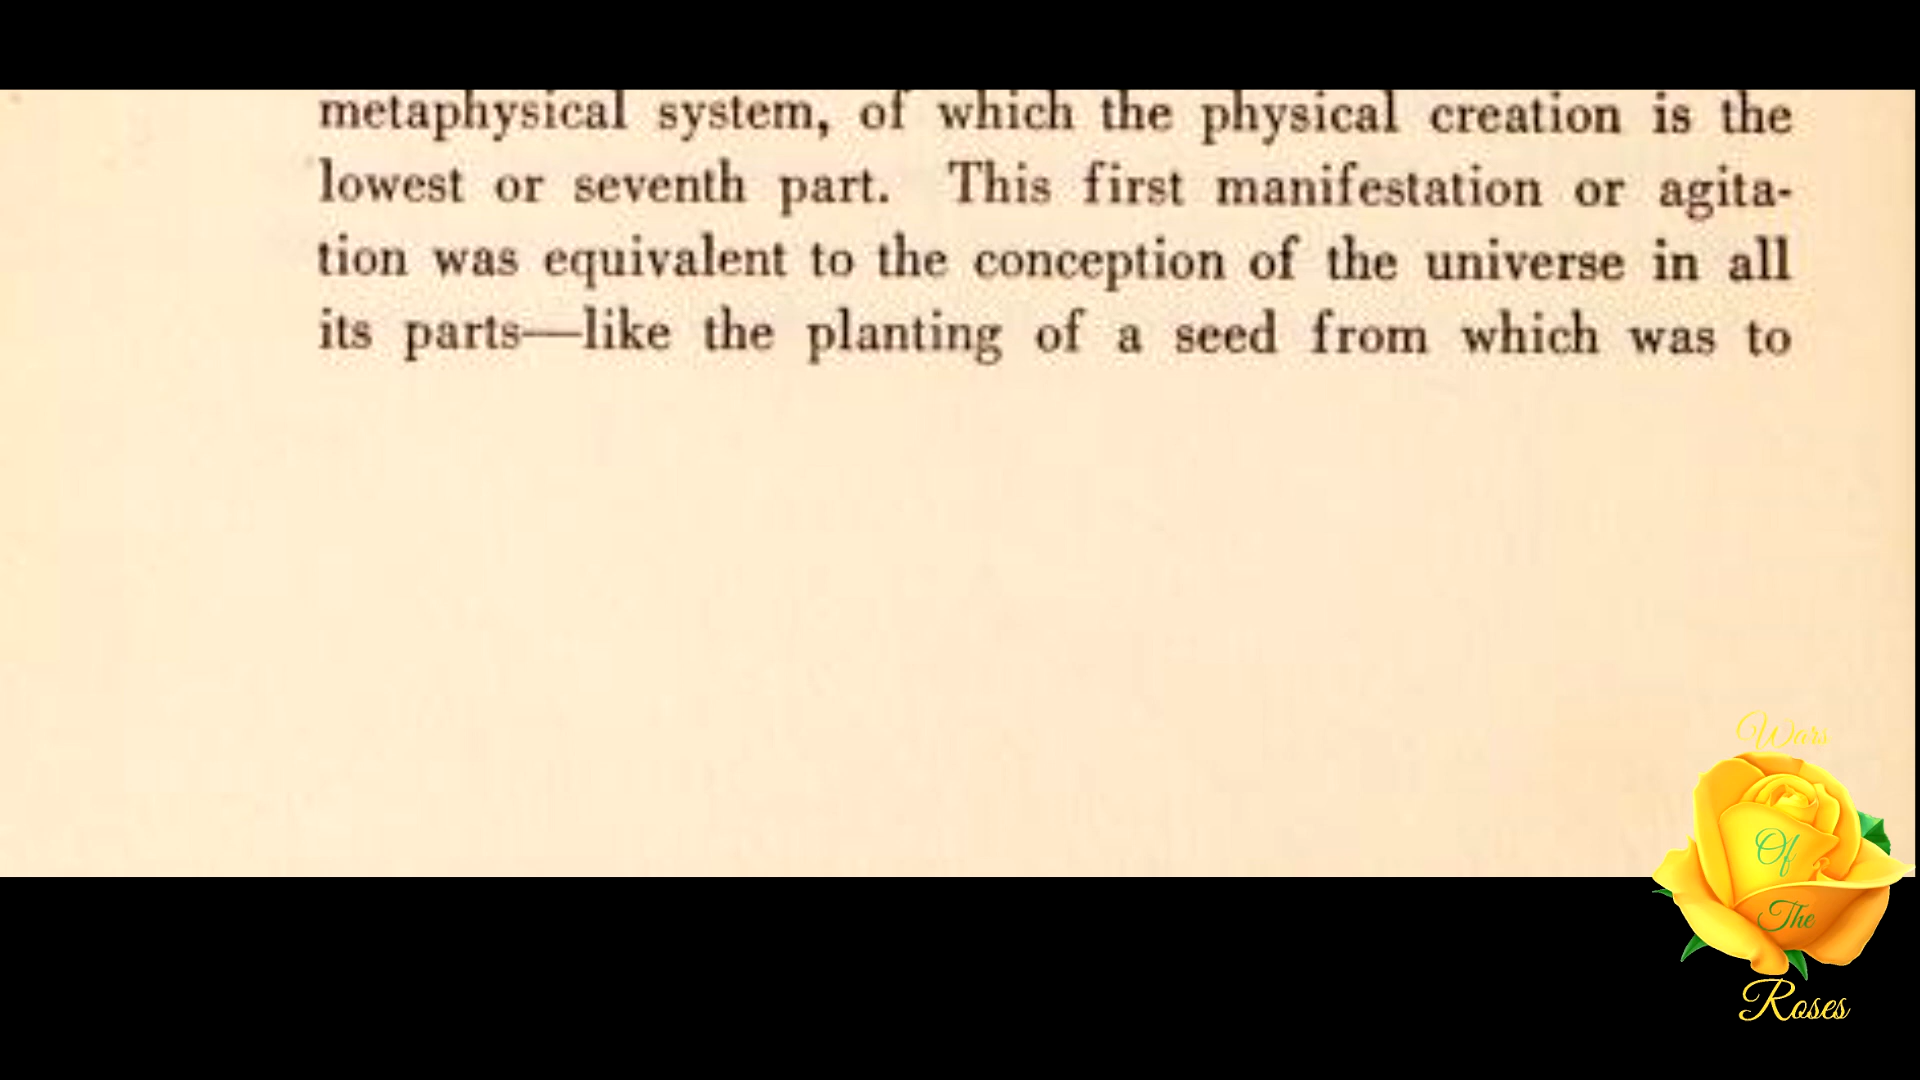 metaphysical system, of which the physical creation is the
lowest or seventh part. This first manifestation or agita-
tion was equivalent to the conception of the universe in all
its parts—like the planting of a seed from which was to
Wars
Of
The
Roses